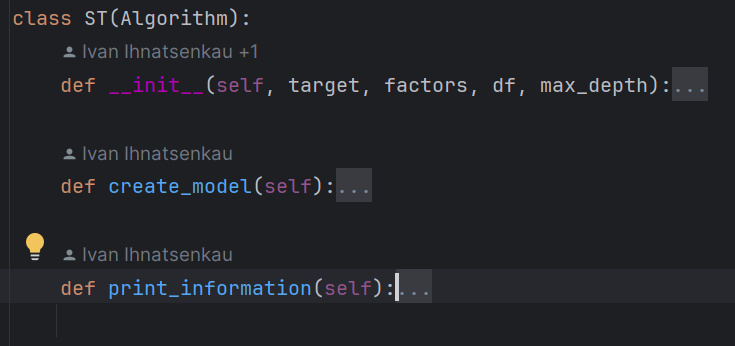 class ST(Algorithm):
Ivan Ihnatsenkau +1
def __init__(self, target, factors, df, max_depth):...
Ivan Ihnatsenkau
def create_model(self):...
Ivan Ihnatsenkau
def print_information(self):...